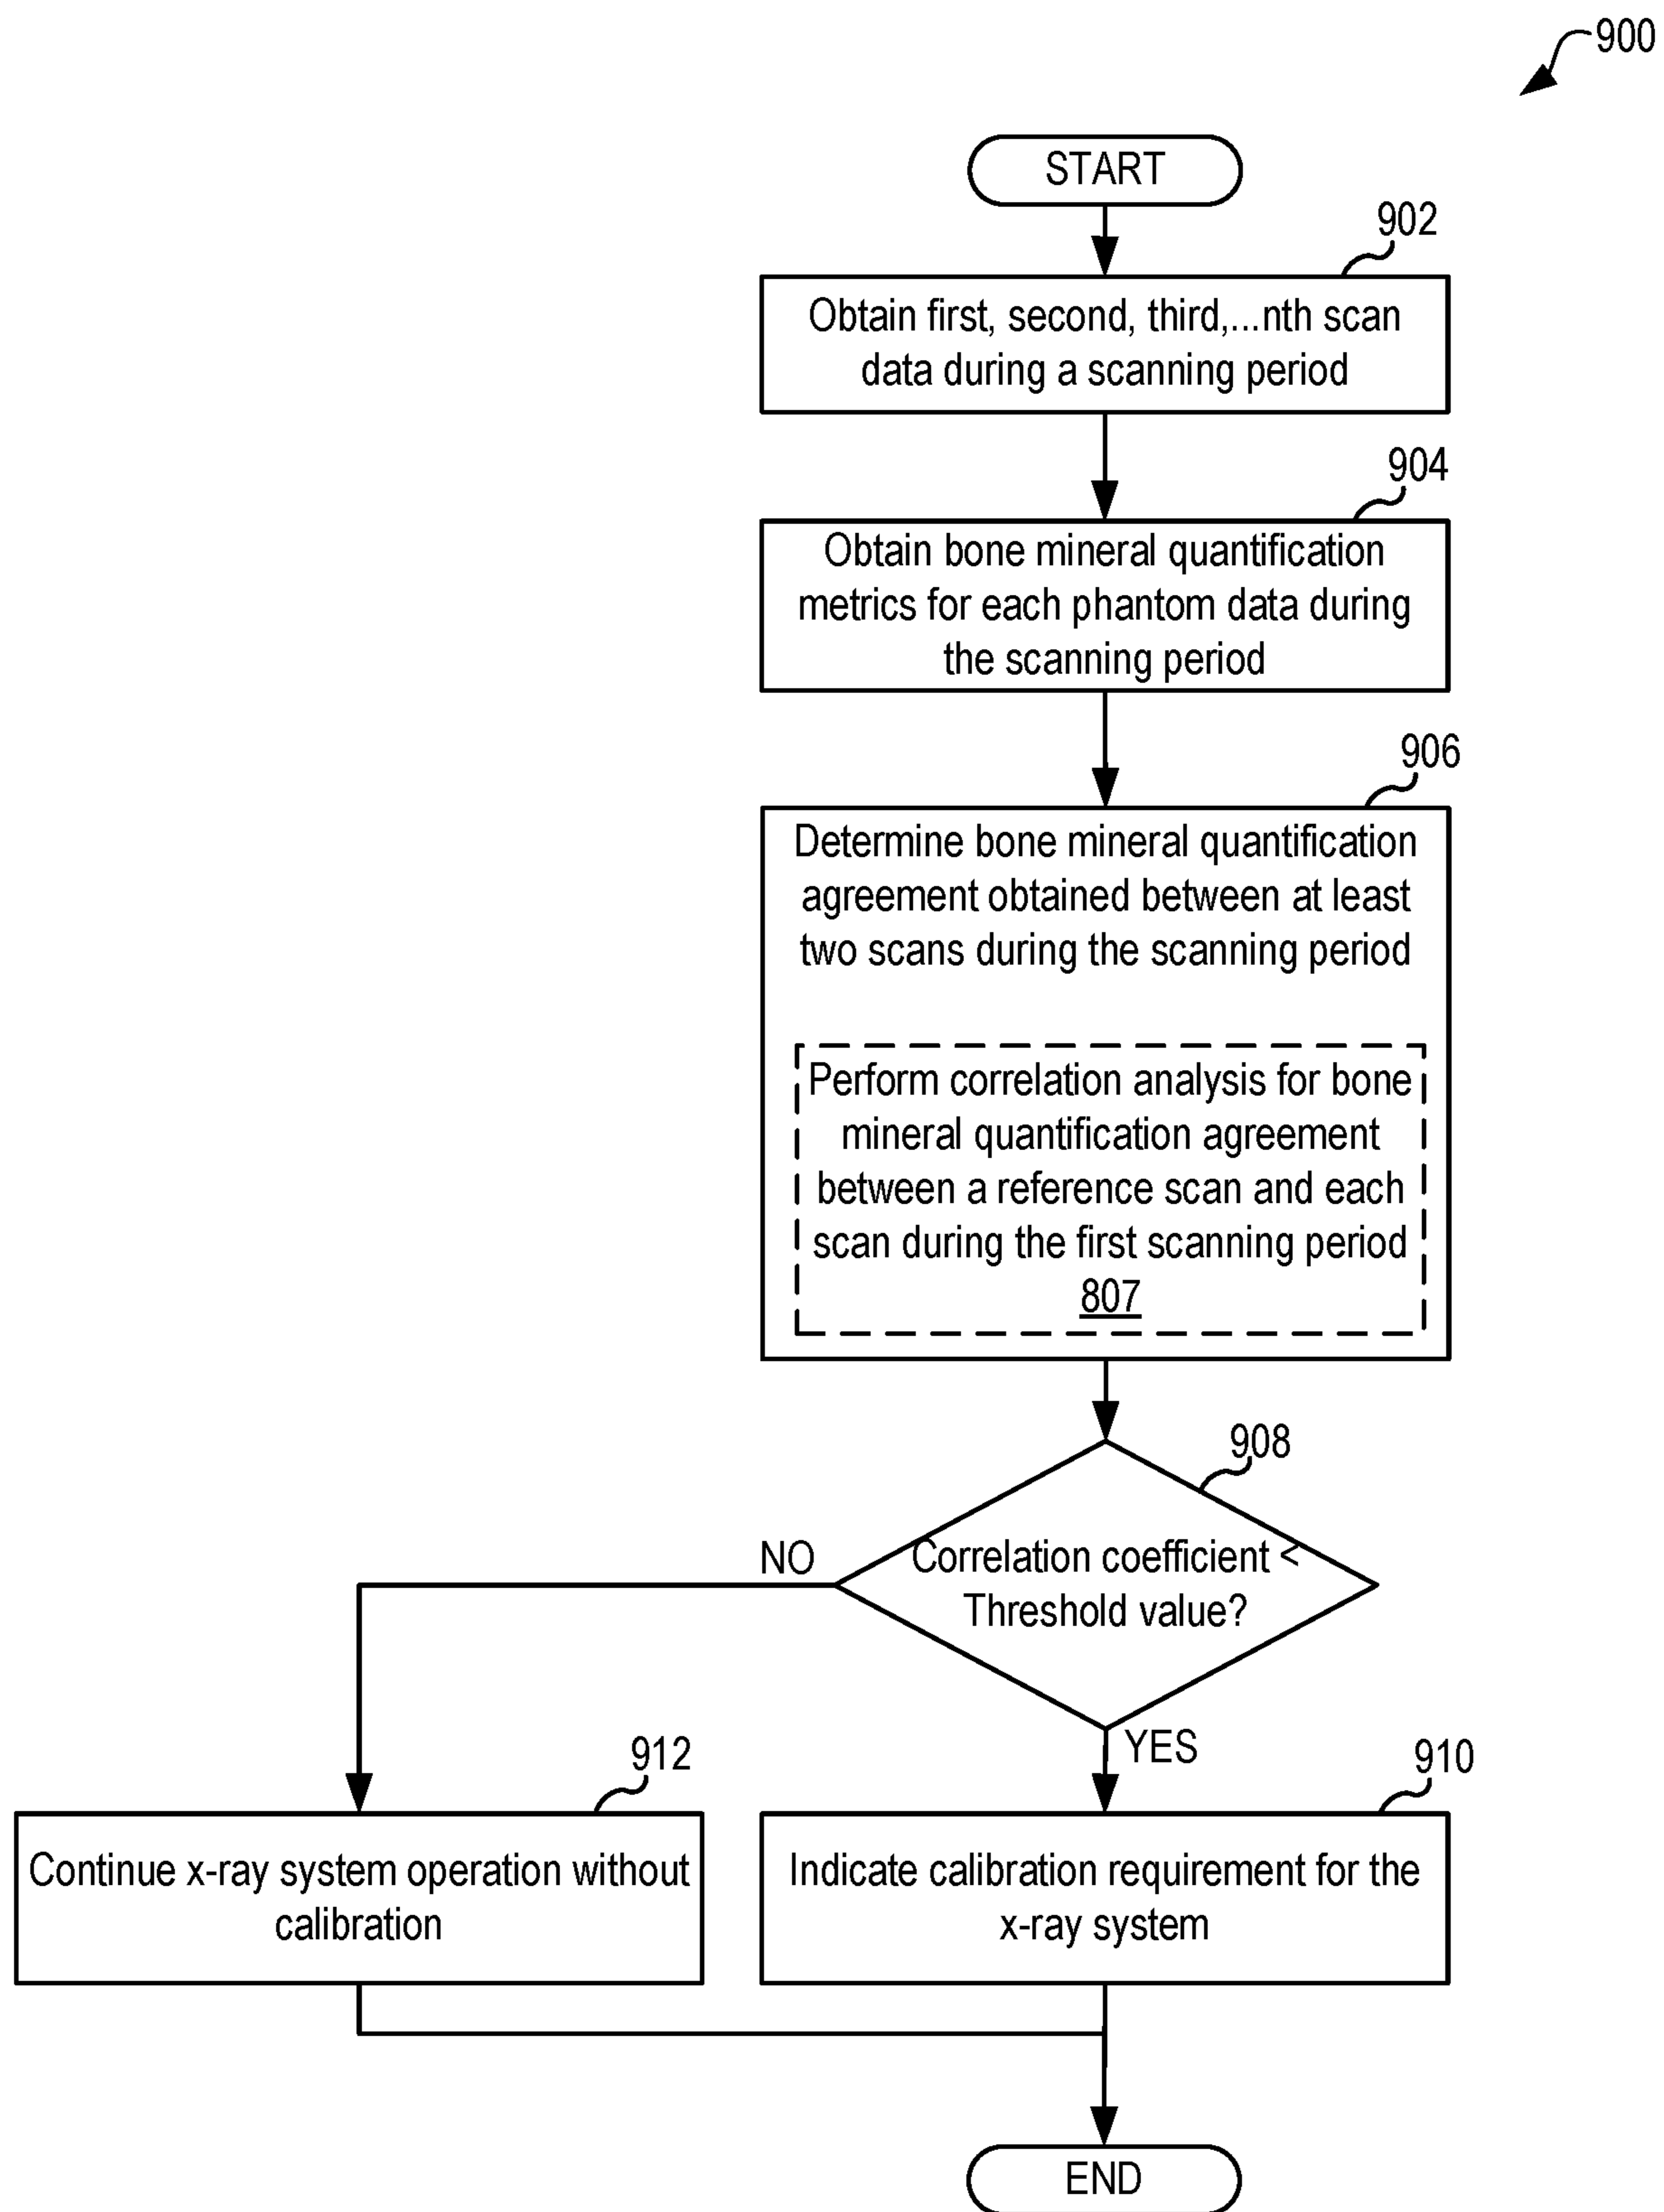 900
START
902
Obtain first, second, third,...nth scan
data during a scanning period
904
Obtain bone mineral quantification
metrics for each phantom data during
the scanning period
906
Determine bone mineral quantification
agreement obtained between at least
two scans during the scanning period
Perform correlation analysis for bone
mineral quantification agreement
between a reference scan and each
scan during the first scanning period
807
908
Correlation coefficient <
Threshold value?
NO
YES
912
Continue x-ray system operation without
calibration
910
Indicate calibration requirement for the
x-ray system
END